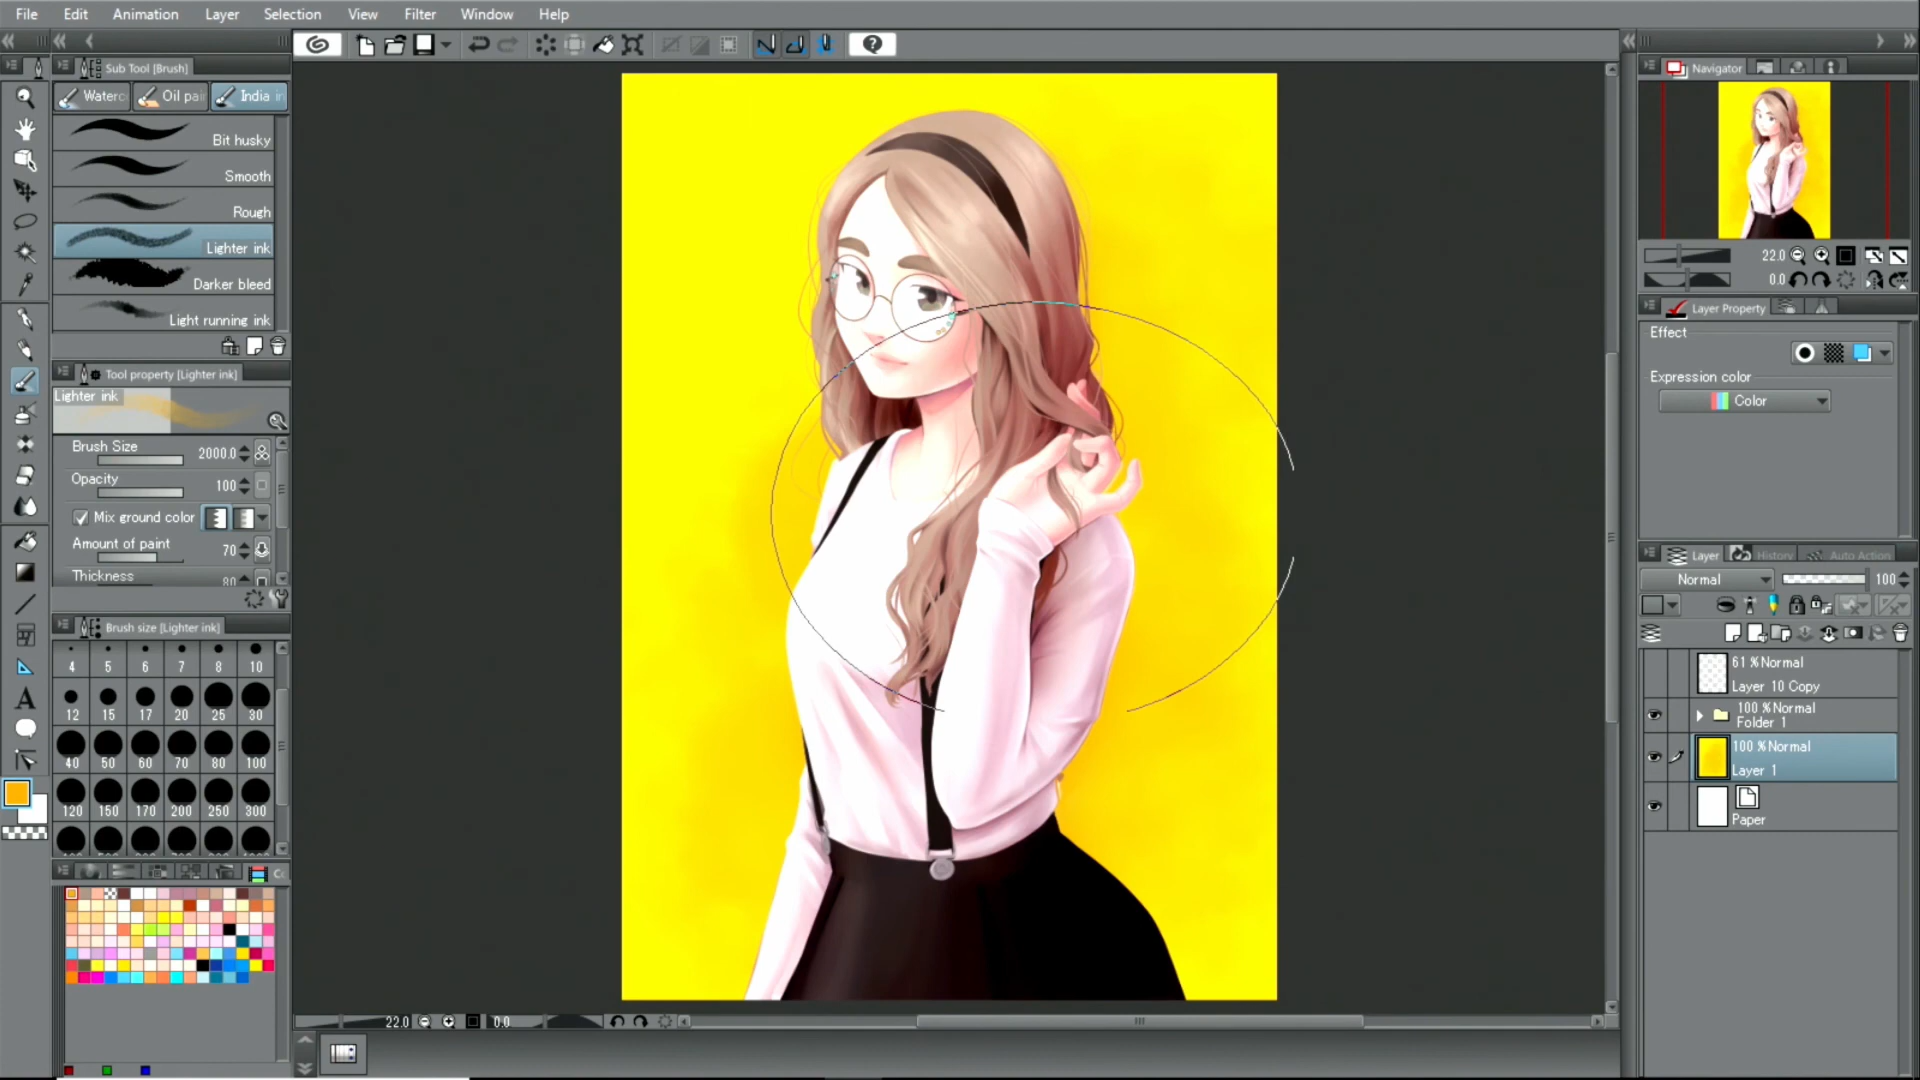 File Edit Animation Layer Selection View Filter Window Help
Sub Tool [Brush]
Oil pai India
Bit husky
Smooth
Rough
Lighter ink
Darker bleed
Light running ink
Tool property [Lighter ink]
Lighter ink
Brush Size 2000.0
Opacity 100
Mix ground color
Amount of paint 70
Thickness 80
Brush size [Lighter ink]
4 5 6 7 8 10
12 15 17 20 25 30
40 50 60 70 80 100
120 150 170 200 250 300
22.0 0.0
Navigator
22.0
0.0
Layer Property
Effect
Expression color
Color
Layer History Auto Action
Normal 100
61 %Normal
Layer 10 Copy
100 %Normal
Folder 1
100 %Normal
Layer 1
Paper